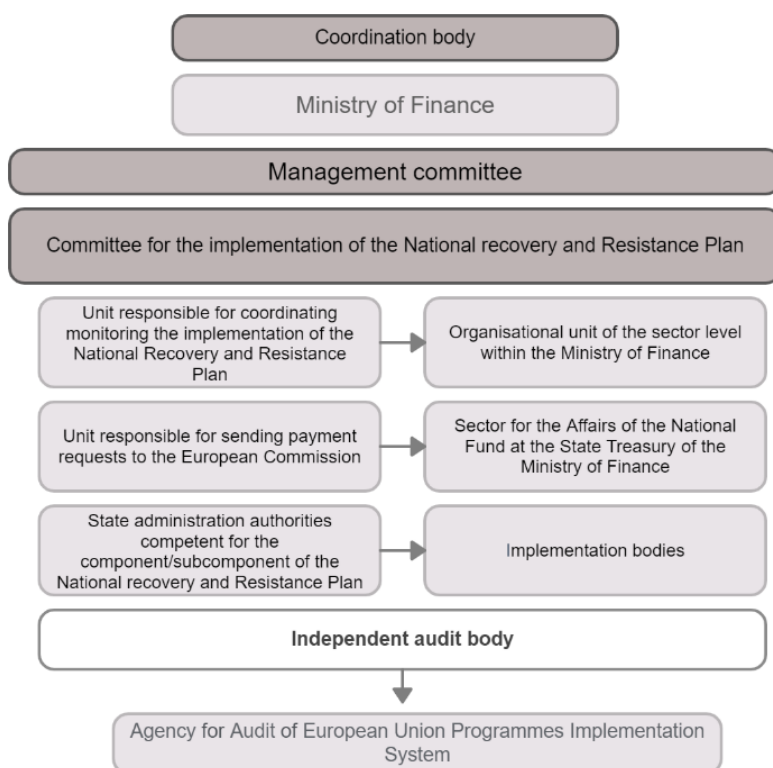 Coordination body
Ministry of Finance
Management committee
Committee for the implementation of the National recovery and Resistance Plan
Unit responsible for coordinating
monitoring the implementation of the
National Recovery and Resistance
Plan
Organisational unit of the sector level
within the Ministry of Finance
Unit responsible for sending payment
requests to the European Commission
Sector for the Affairs of the National
Fund at the State Treasury of the
Ministry of Finance
State administration authorities
competent for the
component/subcomponent of the
National recovery and Resistance Plan
Implementation bodies
Independent audit body
Agency for Audit of European Union Programmes Implementation
System